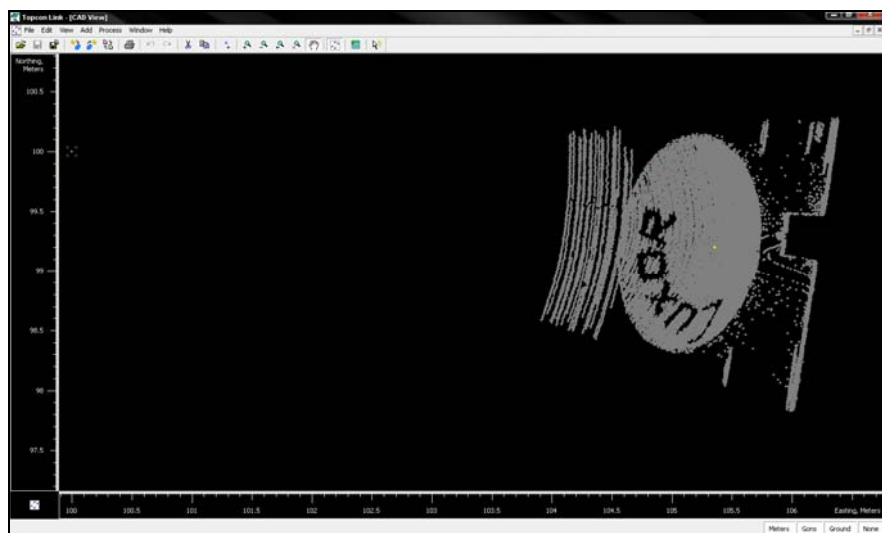 Topcon Link - [CAD View]
File Edit View Add Process Window Help
Northing, Meters
100.5
100
99.5
99
98.5
98
97.5
100 100.5 101 101.5 102 102.5 103 103.5 104 104.5 105 105.5 106 Easting, Meters
Meters Gons Ground None